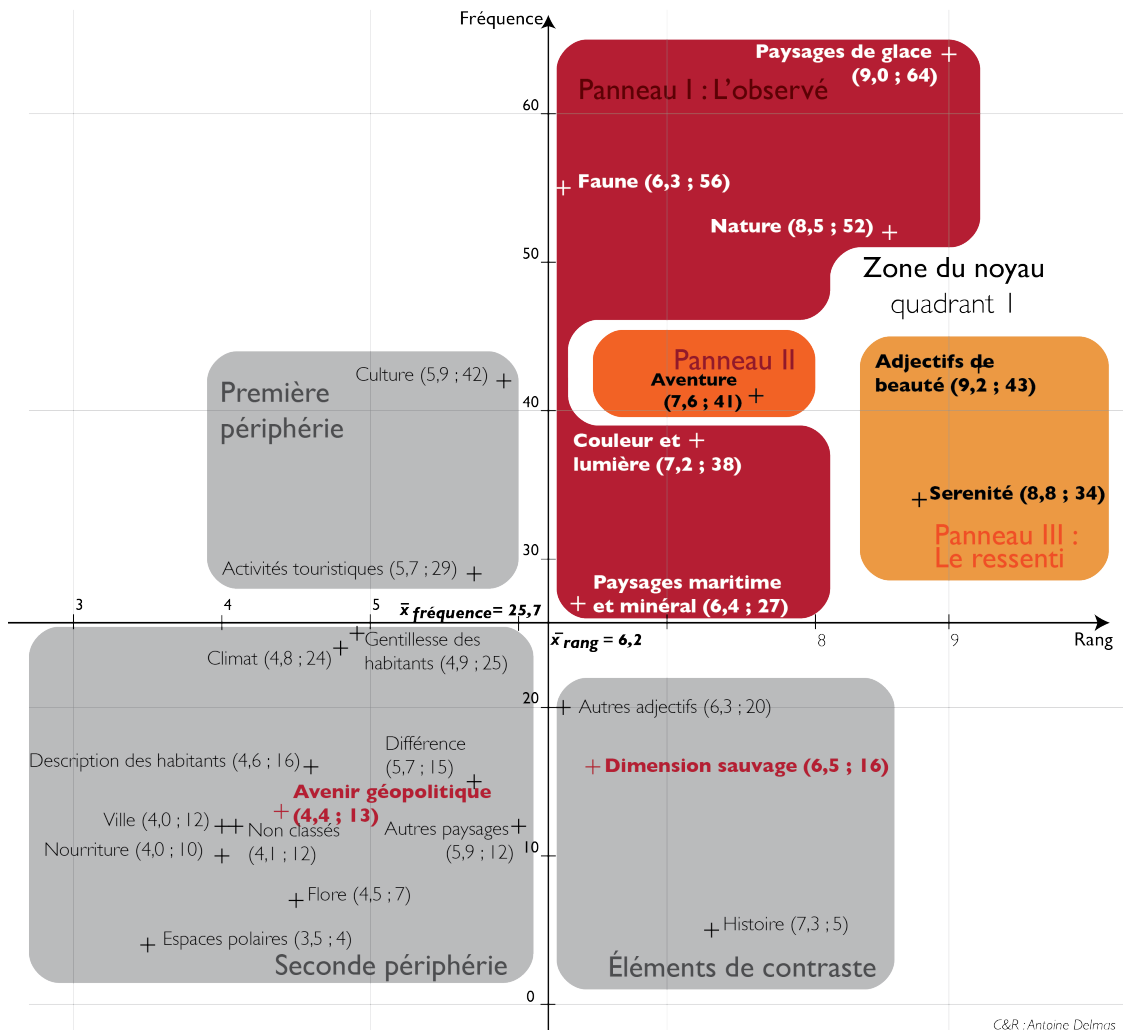 Fréquence
Paysages de glace
(9,0 ; 64)
Panneau I : L'observé
60
Faune (6,3 ; 56)
Nature (8,5 ; 52)
50
Zone du noyau
quadrant 1
Panneau II
Aventure
(7,6 ; 41)
Adjectifs de
beauté (9,2 ; 43)
Culture (5,9 ; 42)
Première
périphérie
40
Couleur et
lumière (7,2 ; 38)
Serenité (8,8 ; 34)
Panneau III :
Le ressenti
30
Activités touristiques (5,7 ; 29)
Paysages maritime
et minéral (6,4 ; 27)
3
4
5
x̄ fréquence = 25,7
x̄ rang = 6,2
8
9
Rang
Gentillesse des
habitants (4,9 ; 25)
Climat (4,8 ; 24)
20
Autres adjectifs (6,3 ; 20)
Différence
(5,7 ; 15)
Description des habitants (4,6 ; 16)
Dimension sauvage (6,5 ; 16)
Avenir géopolitique
(4,4 ; 13)
Ville (4,0 ; 12)
Non classés
(4,1 ; 12)
Autres paysages
(5,9 ; 12)
10
Nourriture (4,0 ; 10)
Flore (4,5 ; 7)
Histoire (7,3 ; 5)
Espaces polaires (3,5 ; 4)
Seconde périphérie
Éléments de contraste
0
C&R : Antoine Delmas